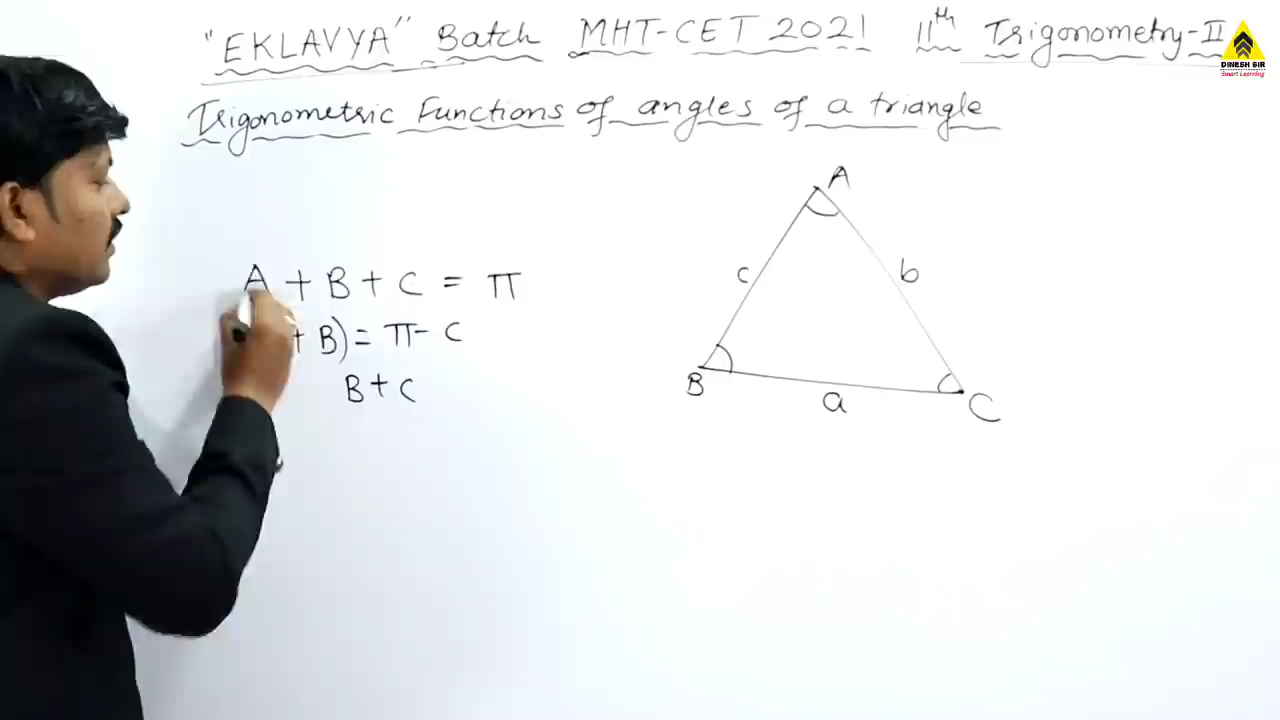 "EKLAVYA" Batch MHT-CET 2021 11th Trigonometry-II
DINESH SIR
Smart Learning
Trigonometric Functions of angles of a triangle
A
A + B + C = π
c
b
+ B) = π - C
B + C
B
a
C